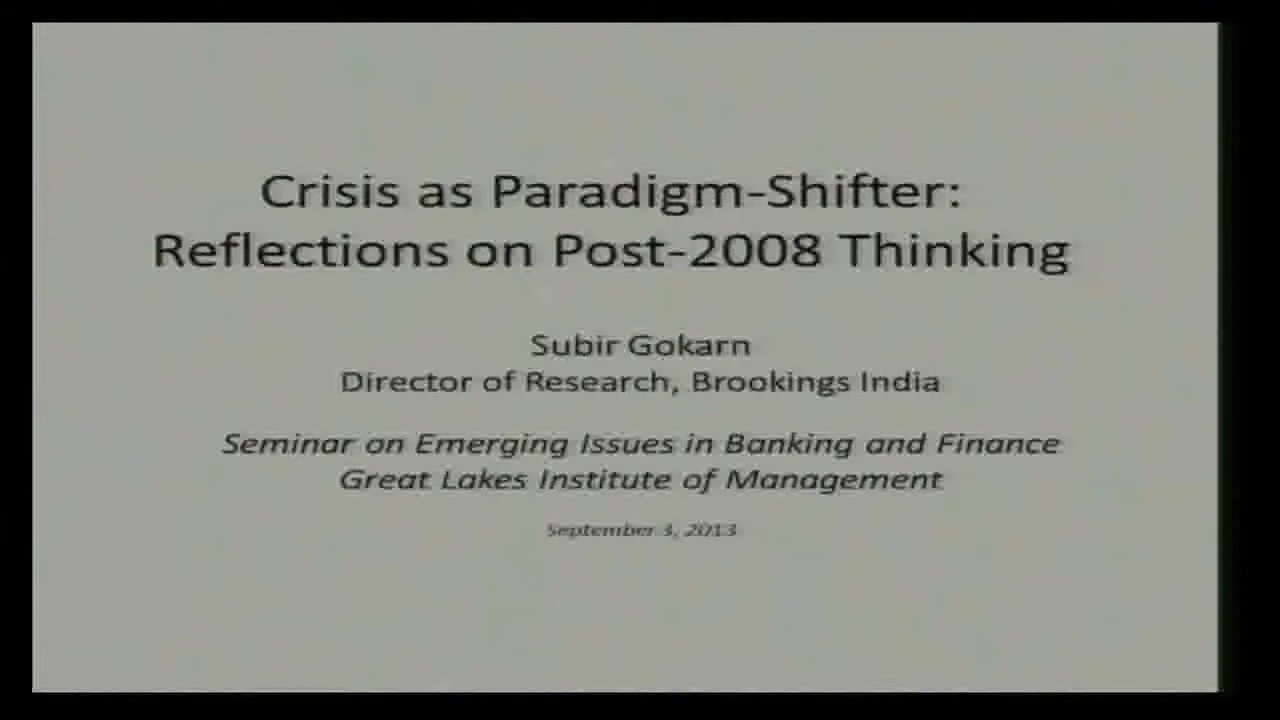 Crisis as Paradigm-Shifter:
Reflections on Post-2008 Thinking
Subir Gokarn
Director of Research, Brookings India
Seminar on Emerging Issues in Banking and Finance
Great Lakes Institute of Management
September 3, 2013